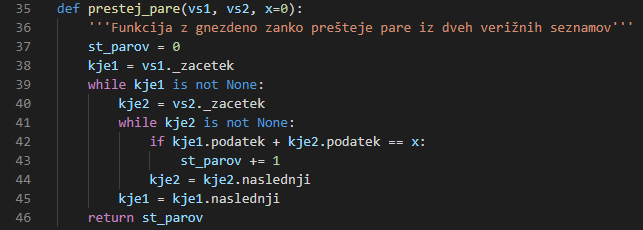 35 def prestej_pare(vs1, vs2, x=0):
36     '''Funkcija z gnezdeno zanko prešteje pare iz dveh verižnih seznamov'''
37     st_parov = 0
38     kje1 = vs1._zacetek
39     while kje1 is not None:
40         kje2 = vs2._zacetek
41         while kje2 is not None:
42             if kje1.podatek + kje2.podatek == x:
43                 st_parov += 1
44             kje2 = kje2.naslednji
45         kje1 = kje1.naslednji
46     return st_parov